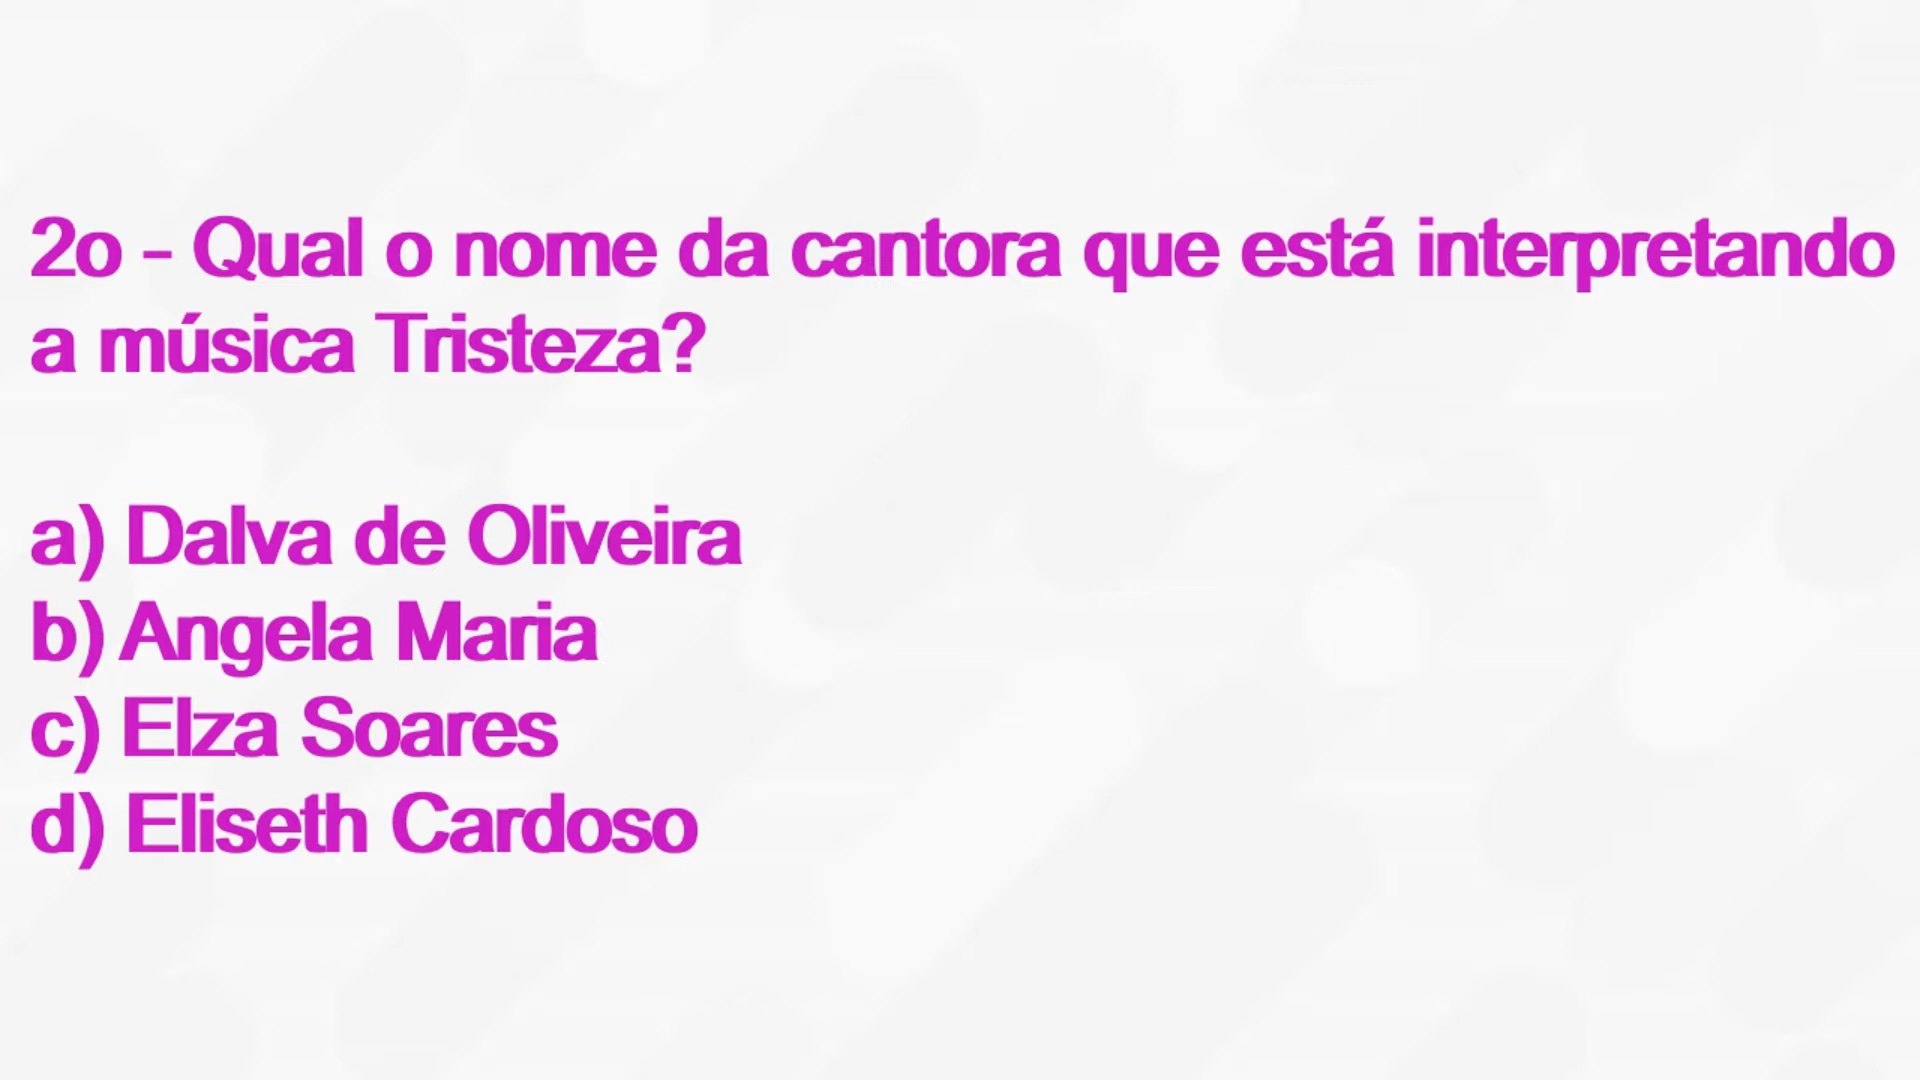 2o - Qual o nome da cantora que está interpretando
a música Tristeza?
a) Dalva de Oliveira
b) Angela Maria
c) Elza Soares
d) Eliseth Cardoso